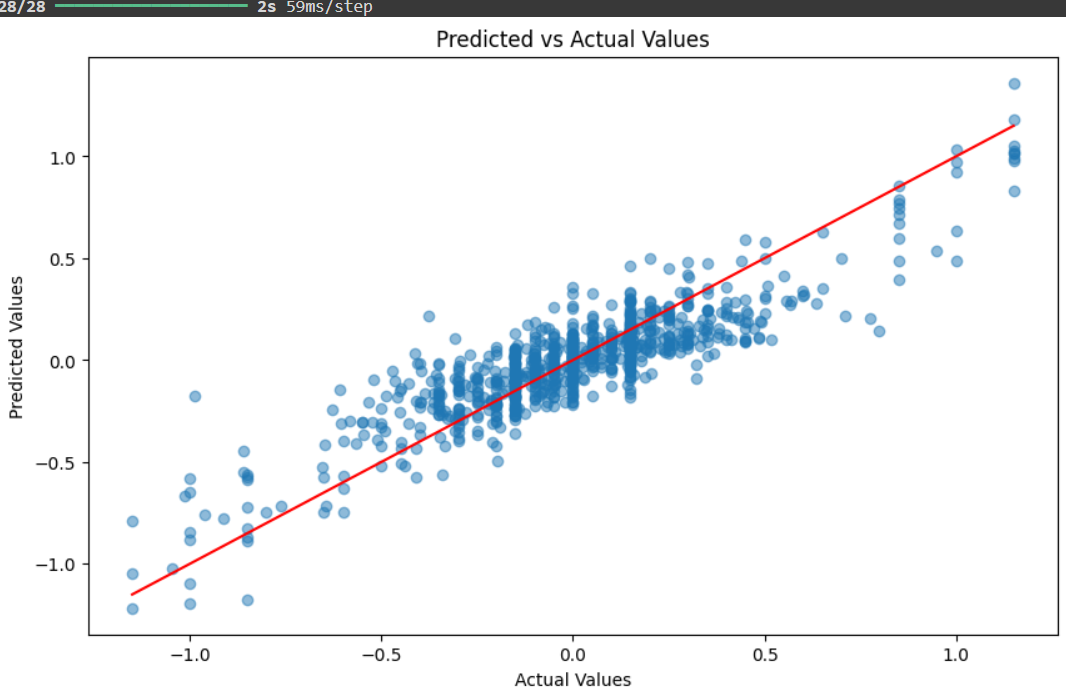 28/28 ━━━━━━━━━━━━━━━━━━━━ 2s 59ms/step
Predicted vs Actual Values
1.0
0.5
0.0
−0.5
−1.0
Predicted Values
−1.0 −0.5 0.0 0.5 1.0
Actual Values